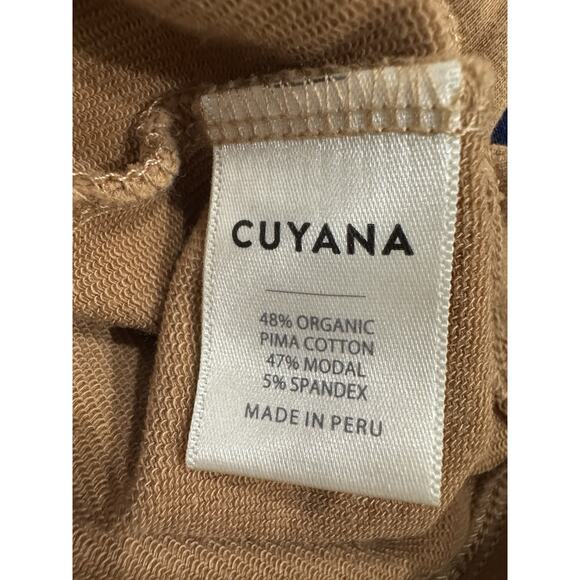 CUYANA
48% ORGANIC
PIMA COTTON
47% MODAL
5% SPANDEX
MADE IN PERU